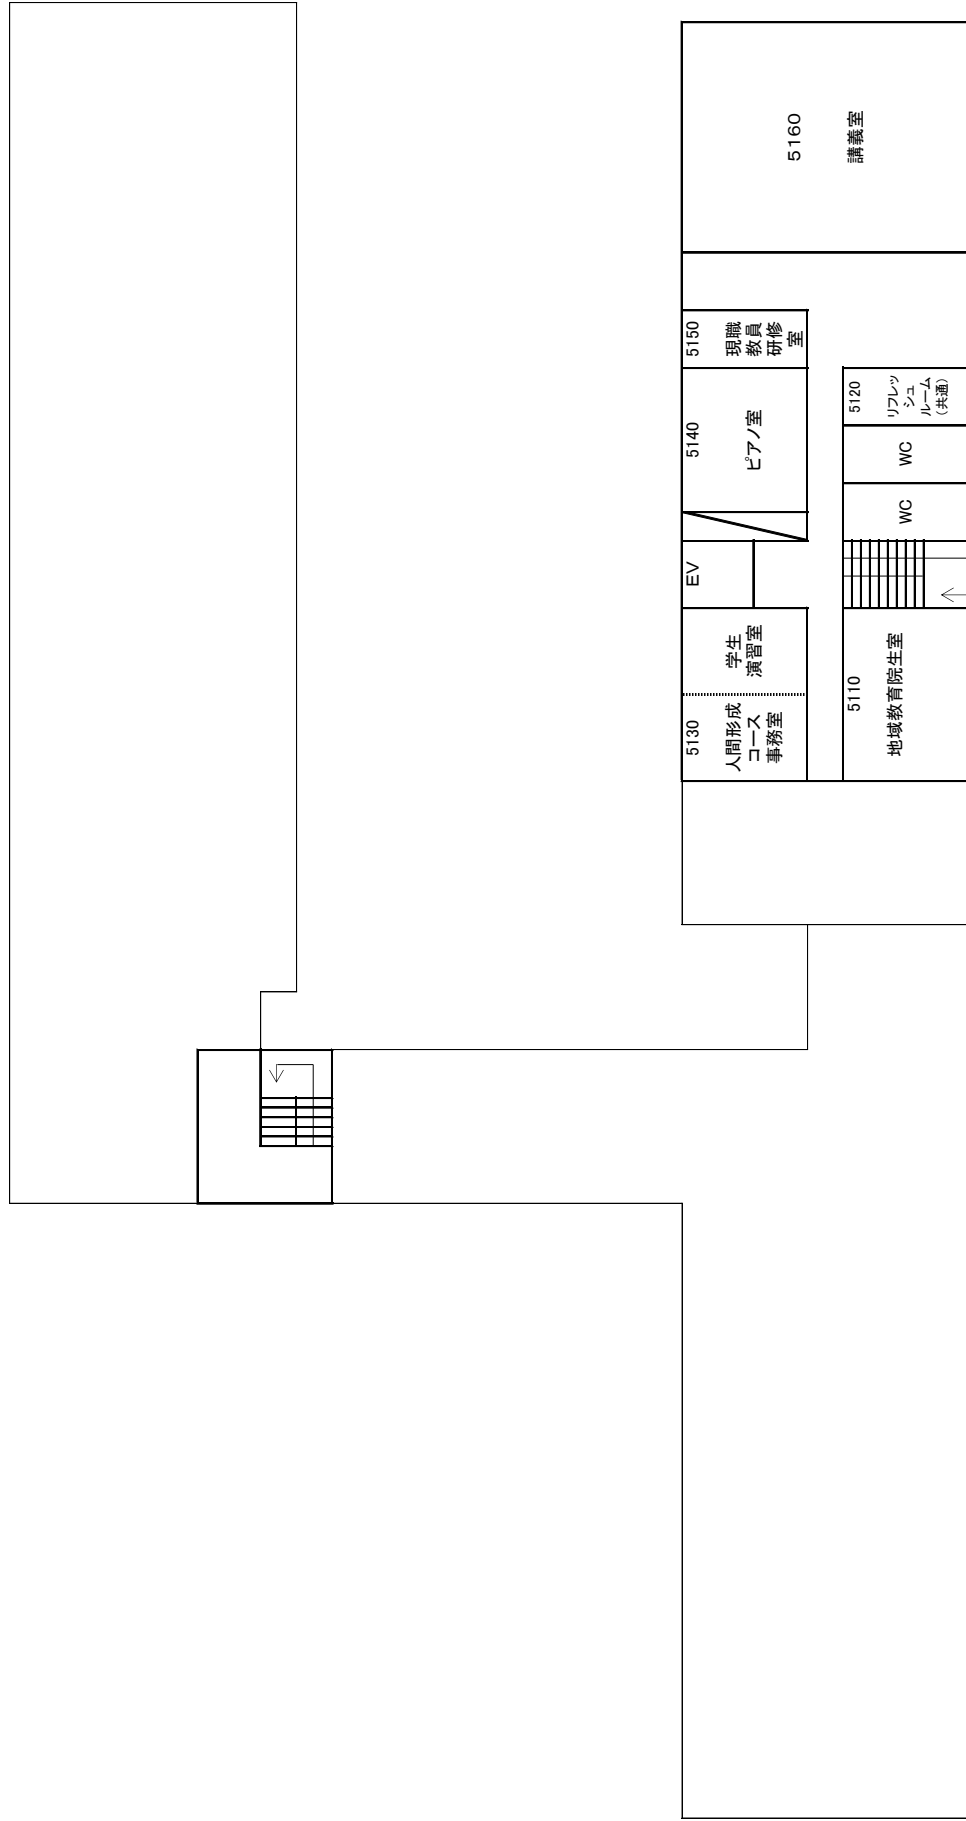 5130
人間形成
コース
事務室
学生
演習室
EV
5140
ピアノ室
5150
現職
教員
研修
室
5160
講義室
5110
地域教育院生室
WC
WC
5120
リフレッ
シュ
ルーム
(共通)